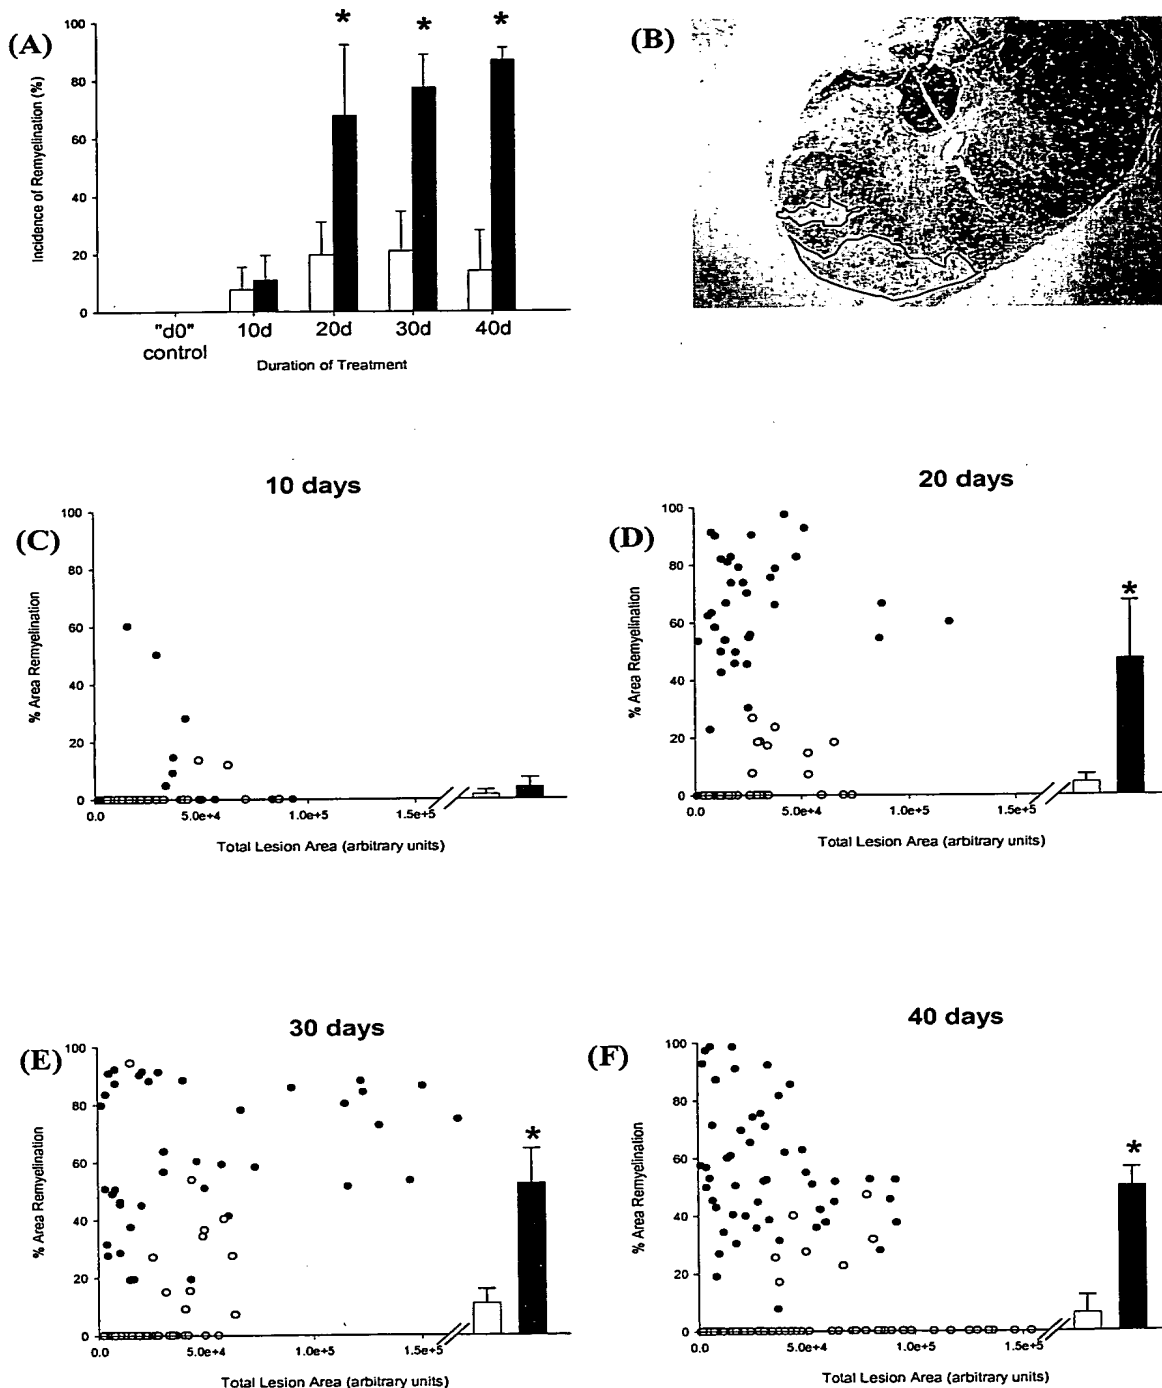 (A)
100
80
60
40
20
0
Incidence of Remyelination (%)
* * *
"d0" control 10d 20d 30d 40d
Duration of Treatment
(B)
10 days
(C)
100
80
60
40
20
0
% Area Remyelination
0.0 5.0e+4 1.0e+5 1.5e+5
Total Lesion Area (arbitrary units)
20 days
(D)
100
80
60
40
20
0
% Area Remyelination
*
0.0 5.0e+4 1.0e+5 1.5e+5
Total Lesion Area (arbitrary units)
30 days
(E)
100
80
60
40
20
0
% Area Remyelination
*
0.0 5.0e+4 1.0e+5 1.5e+5
Total Lesion Area (arbitrary units)
40 days
(F)
100
80
60
40
20
0
% Area Remyelination
*
0.0 5.0e+4 1.0e+5 1.5e+5
Total Lesion Area (arbitrary units)